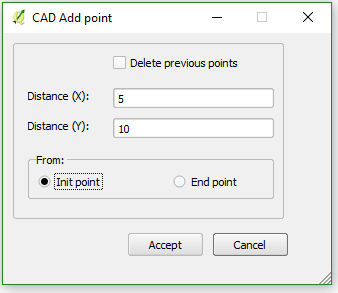 CAD Add point
Delete previous points
Distance (X): 5
Distance (Y): 10
From:
Init point End point
Accept Cancel